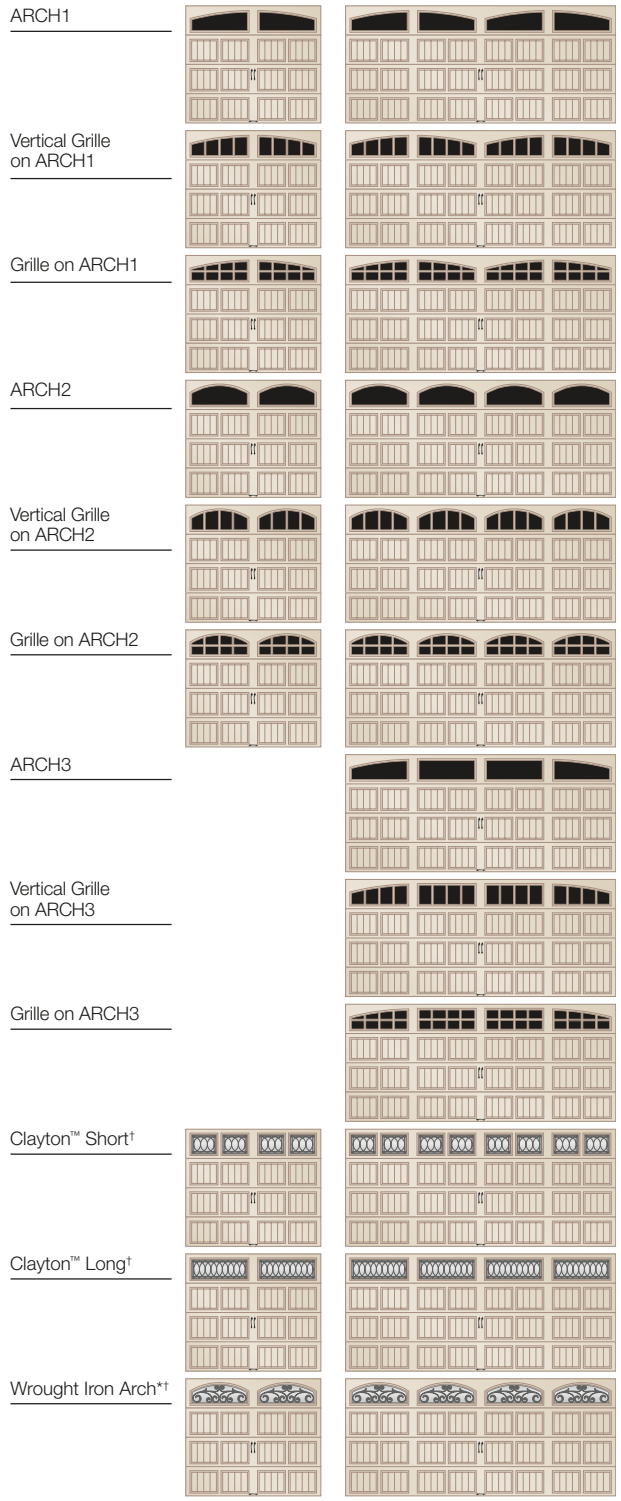 ARCH1
Vertical Grille
on ARCH1
Grille on ARCH1
ARCH2
Vertical Grille
on ARCH2
Grille on ARCH2
ARCH3
Vertical Grille
on ARCH3
Grille on ARCH3
Clayton™ Short†
Clayton™ Long†
Wrought Iron Arch*†